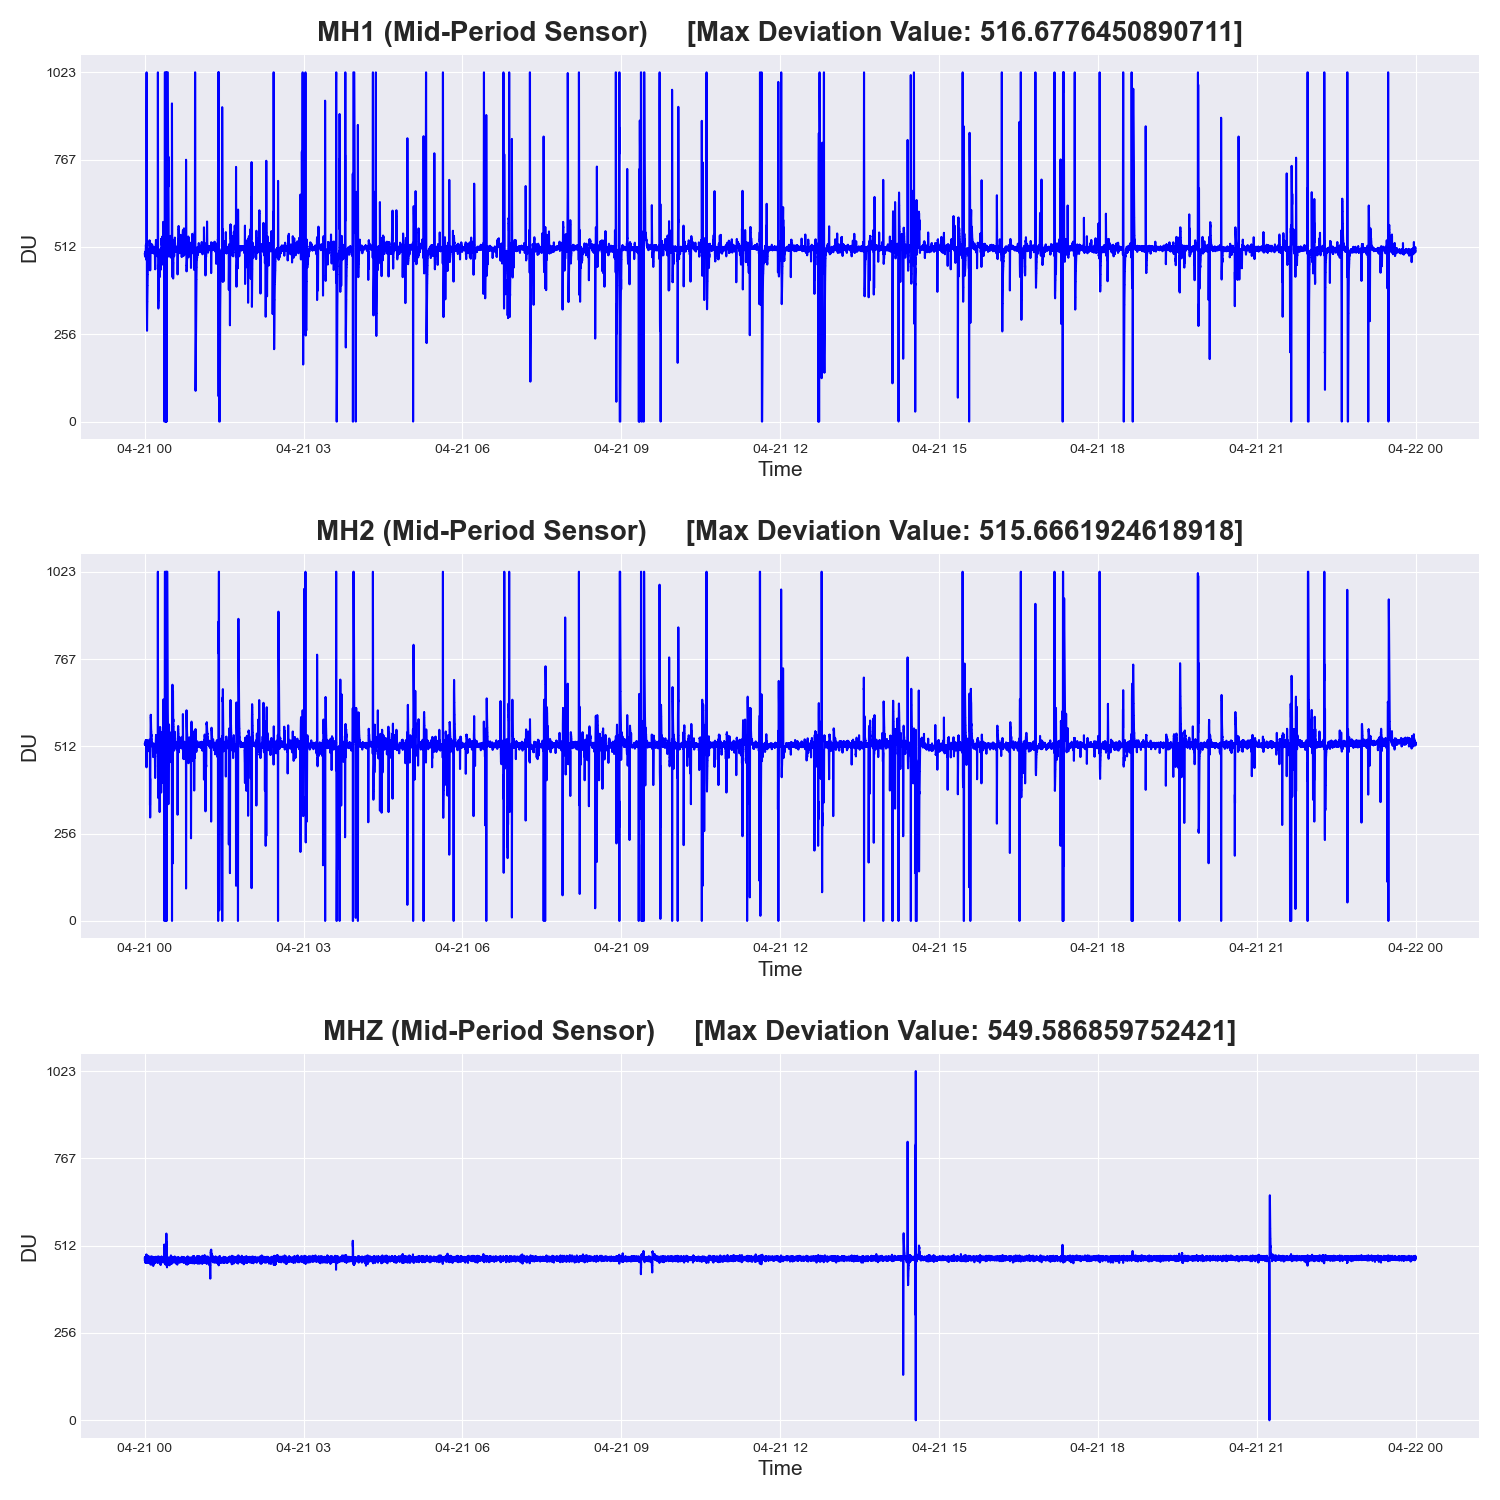 MH1 (Mid-Period Sensor) [Max Deviation Value: 516.6776450890711]
DU
1023
767
512
256
0
04-21 00 04-21 03 04-21 06 04-21 09 04-21 12 04-21 15 04-21 18 04-21 21 04-22 00
Time
MH2 (Mid-Period Sensor) [Max Deviation Value: 515.6661924618918]
DU
1023
767
512
256
0
04-21 00 04-21 03 04-21 06 04-21 09 04-21 12 04-21 15 04-21 18 04-21 21 04-22 00
Time
MHZ (Mid-Period Sensor) [Max Deviation Value: 549.586859752421]
DU
1023
767
512
256
0
04-21 00 04-21 03 04-21 06 04-21 09 04-21 12 04-21 15 04-21 18 04-21 21 04-22 00
Time